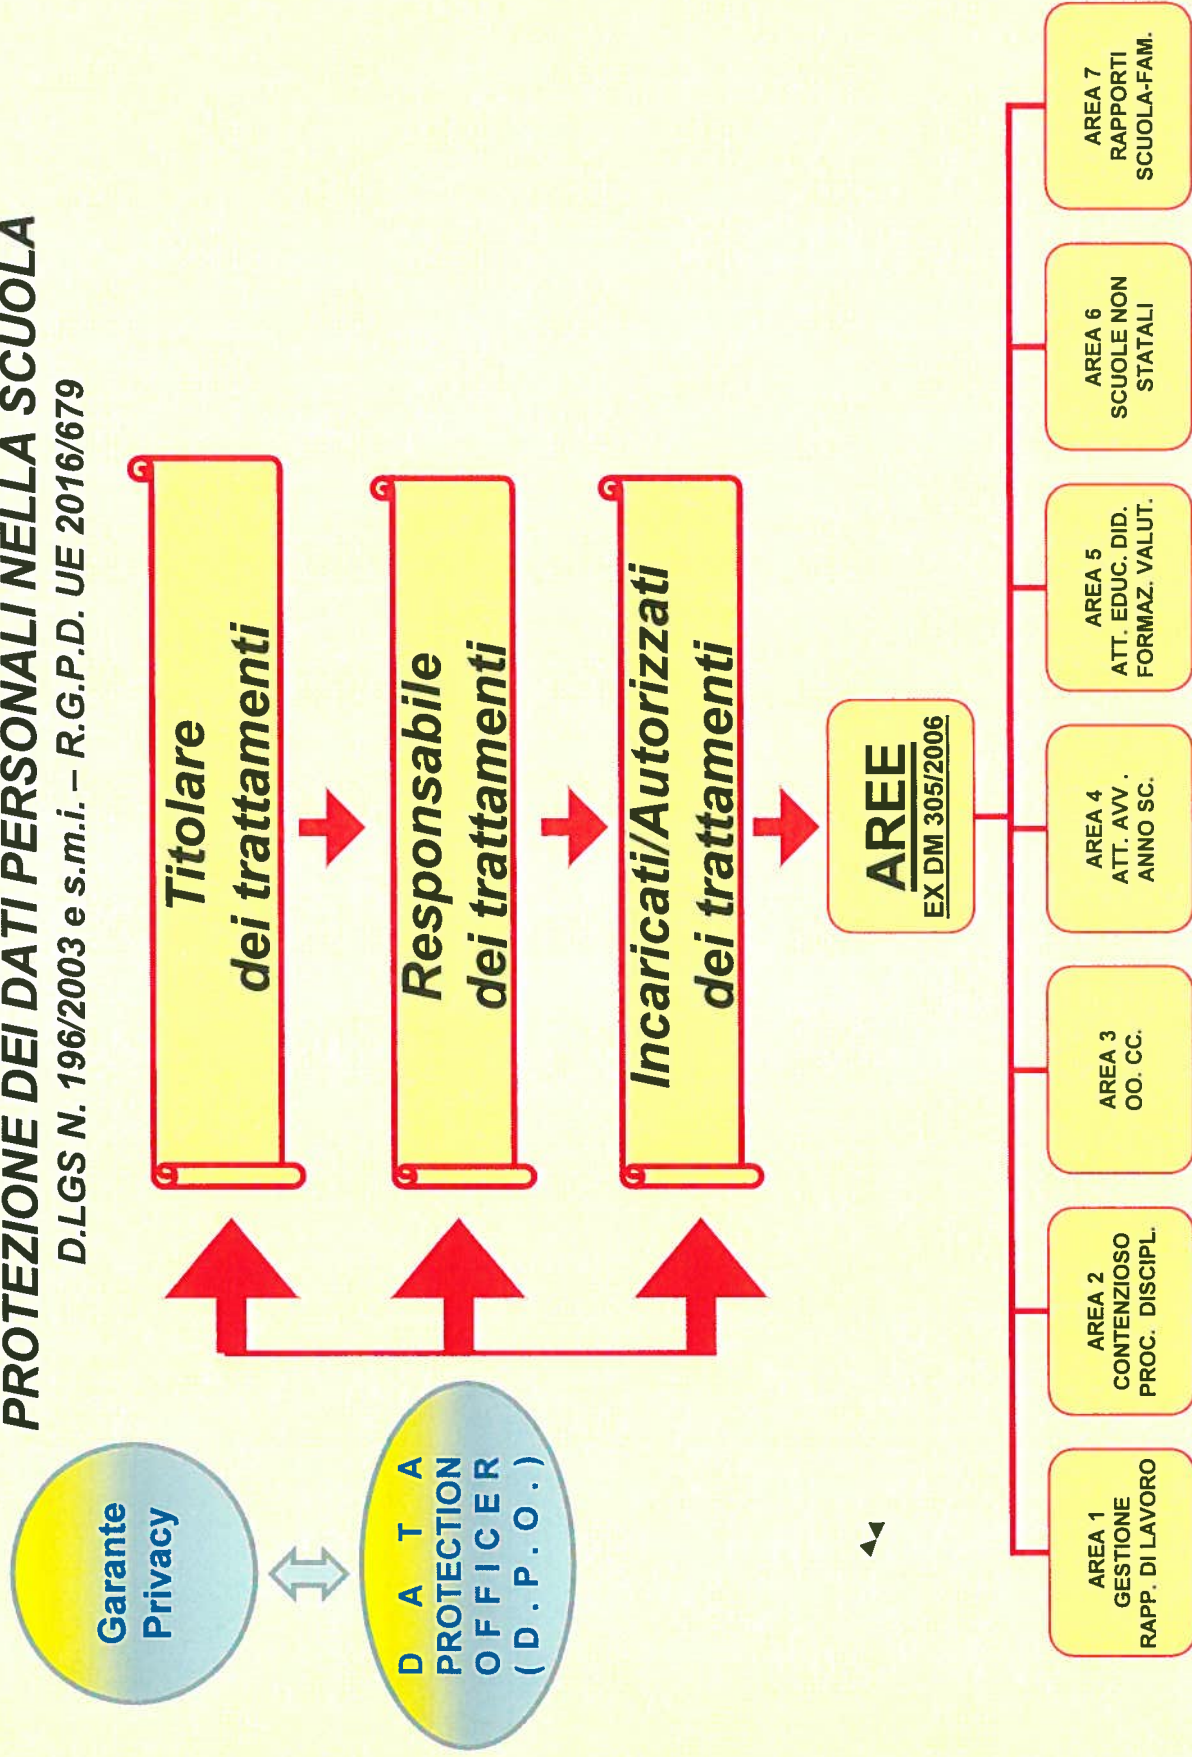 PROTEZIONE DEI DATI PERSONALI NELLA SCUOLA
D.LGS N. 196/2003 e s.m.i. – R.G.P.D. UE 2016/679
Garante
Privacy
D A T A
PROTECTION
O F F I C E R
( D . P . O . )
Titolare
dei trattamenti
Responsabile
dei trattamenti
Incaricati/Autorizzati
dei trattamenti
AREE
EX DM 305/2006
AREA 1
GESTIONE
RAPP. DI LAVORO
AREA 2
CONTENZIOSO
PROC. DISCIPL.
AREA 3
OO. CC.
AREA 4
ATT. AVV.
ANNO SC.
AREA 5
ATT. EDUC. DID.
FORMAZ. VALUT.
AREA 6
SCUOLE NON
STATALI
AREA 7
RAPPORTI
SCUOLA-FAM.